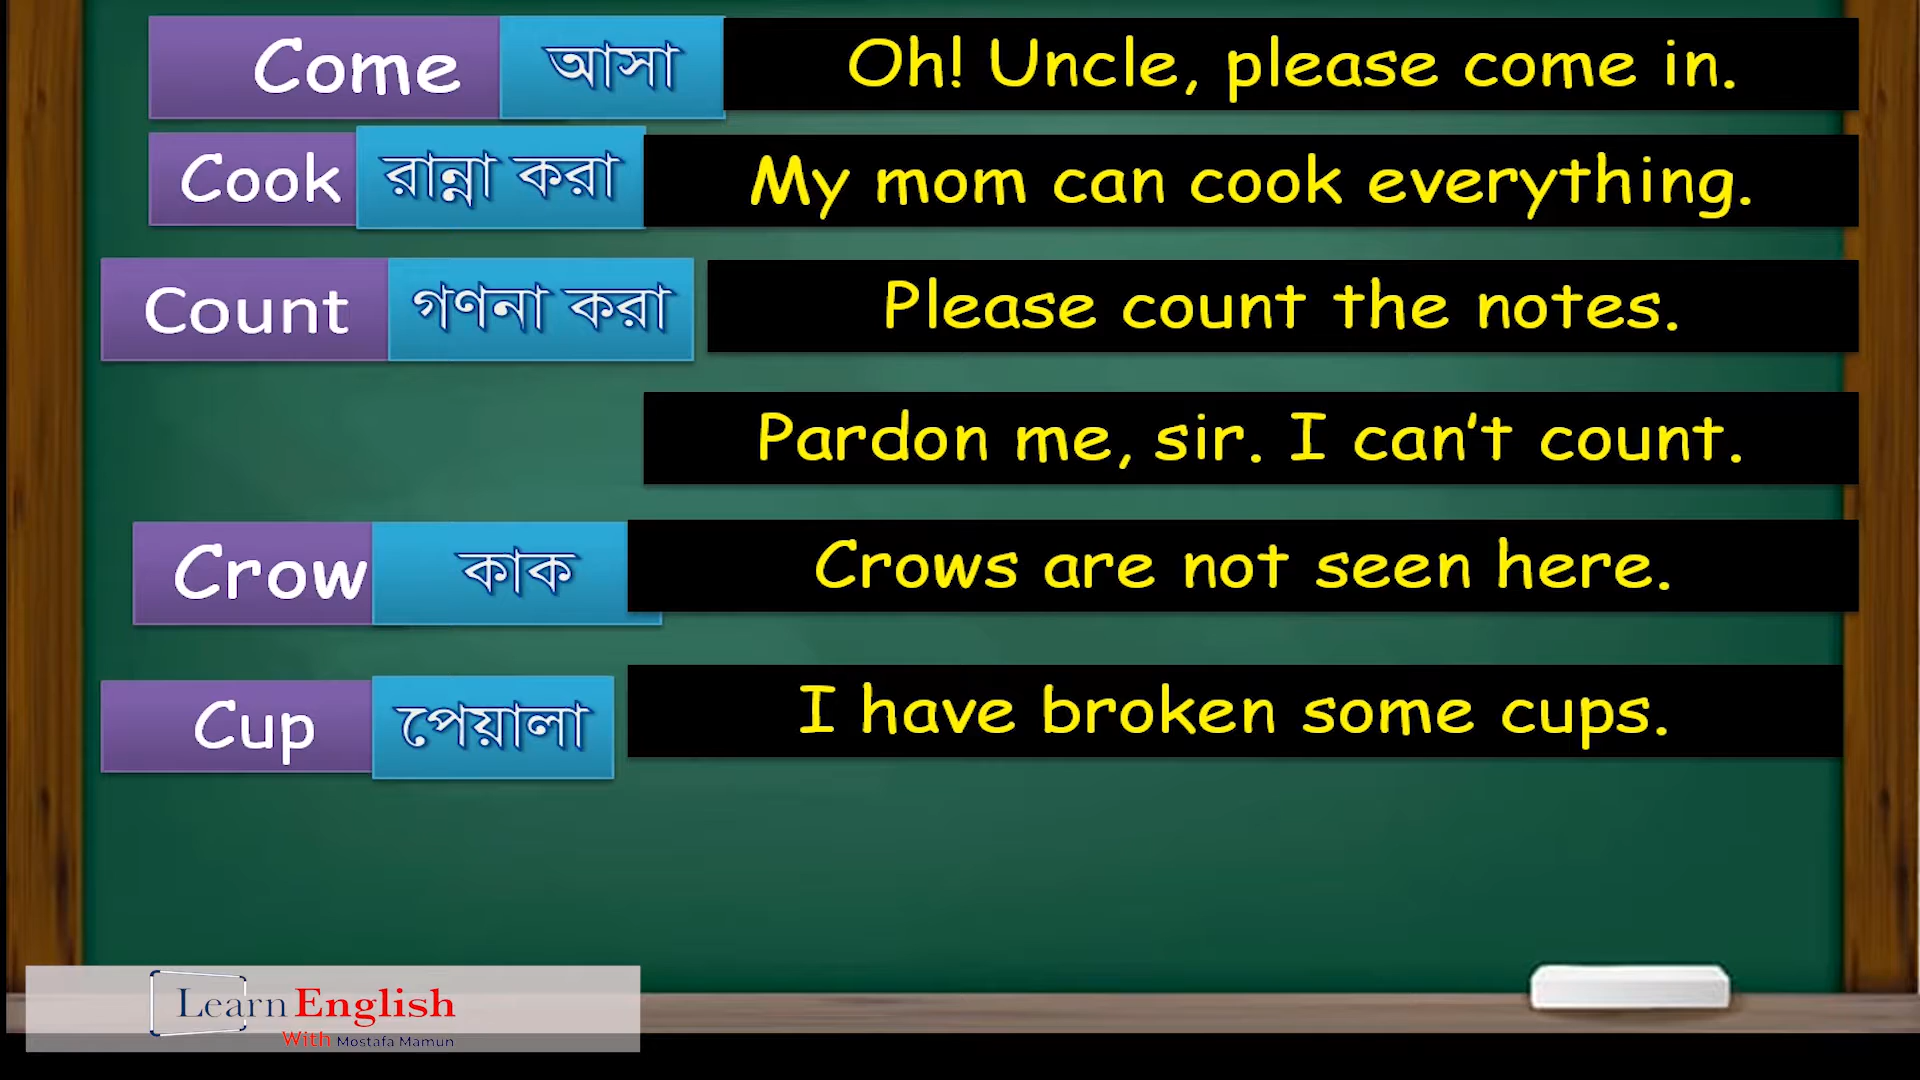 Come আসা Oh! Uncle, please come in.
Cook রান্না করা My mom can cook everything.
Count গণনা করা Please count the notes.
Pardon me, sir. I can't count.
Crow কাক Crows are not seen here.
Cup পেয়ালা I have broken some cups.
Learn English
With Mostafa Mamun